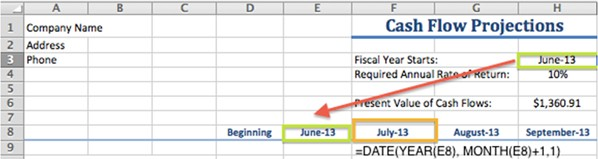 A B C D E F G H
1 Company Name Cash Flow Projections
2 Address
3 Phone Fiscal Year Starts: June-13
4 Required Annual Rate of Return: 10%
5
6 Present Value of Cash Flows: $1,360.91
7
8 Beginning June-13 July-13 August-13 September-13
9 =DATE(YEAR(E8), MONTH(E8)+1,1)